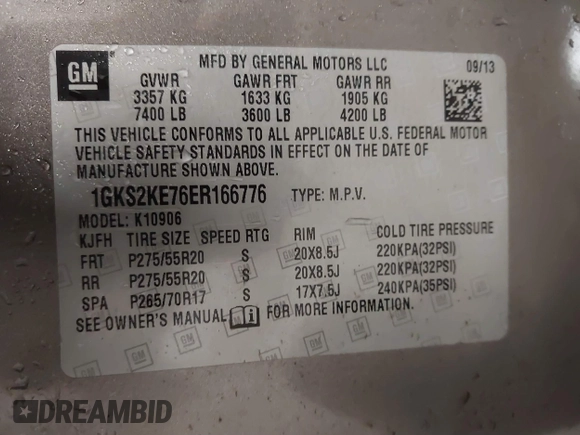 MFD BY GENERAL MOTORS LLC 09/13
GM
GVWR GAWR FRT GAWR RR
3357 KG 1633 KG 1905 KG
7400 LB 3600 LB 4200 LB
THIS VEHICLE CONFORMS TO ALL APPLICABLE U.S. FEDERAL MOTOR
VEHICLE SAFETY STANDARDS IN EFFECT ON THE DATE OF
MANUFACTURE SHOWN ABOVE.
1GKS2KE76ER166776 TYPE: M.P.V.
MODEL: K10906
KJFH TIRE SIZE SPEED RTG RIM COLD TIRE PRESSURE
FRT P275/55R20 S 20X8.5J 220KPA(32PSI)
RR P275/55R20 S 20X8.5J 220KPA(32PSI)
SPA P265/70R17 S 17X7.5J 240KPA(35PSI)
SEE OWNER'S MANUAL FOR MORE INFORMATION.
DREAMBID